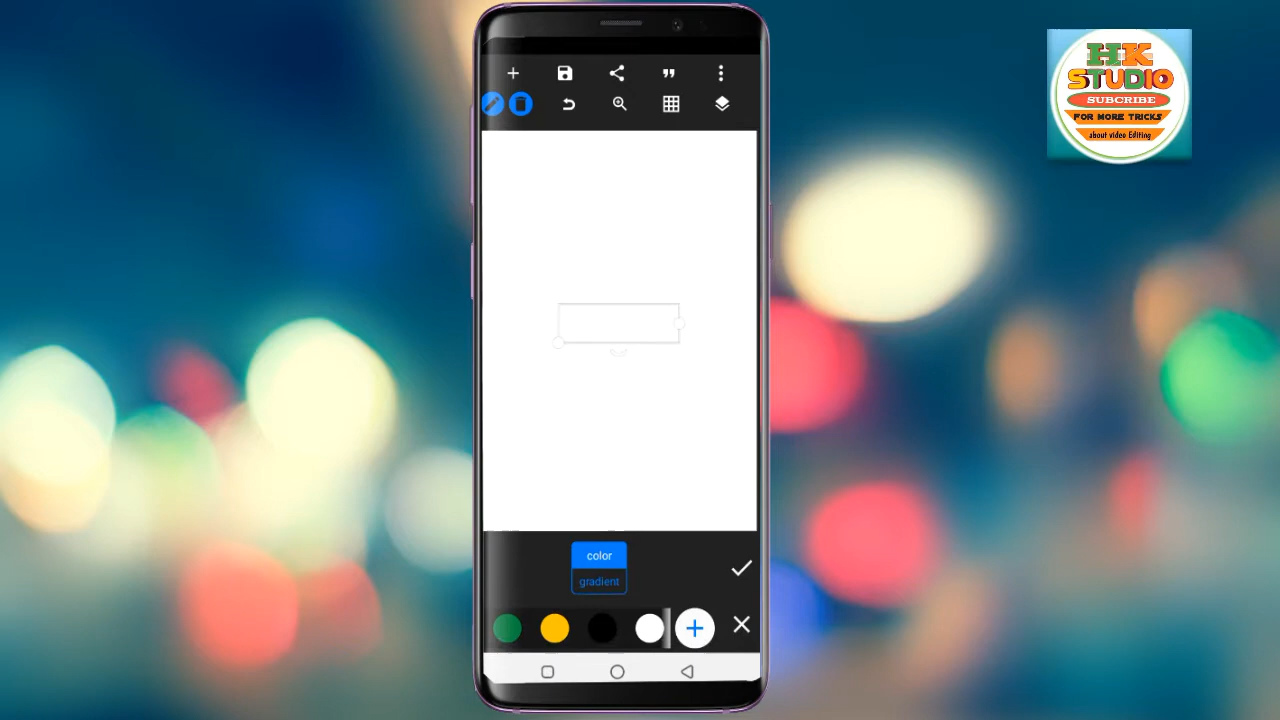 HK
STUDIO
SUBCRIBE
FOR MORE TRICKS
about video Editing
color
gradient